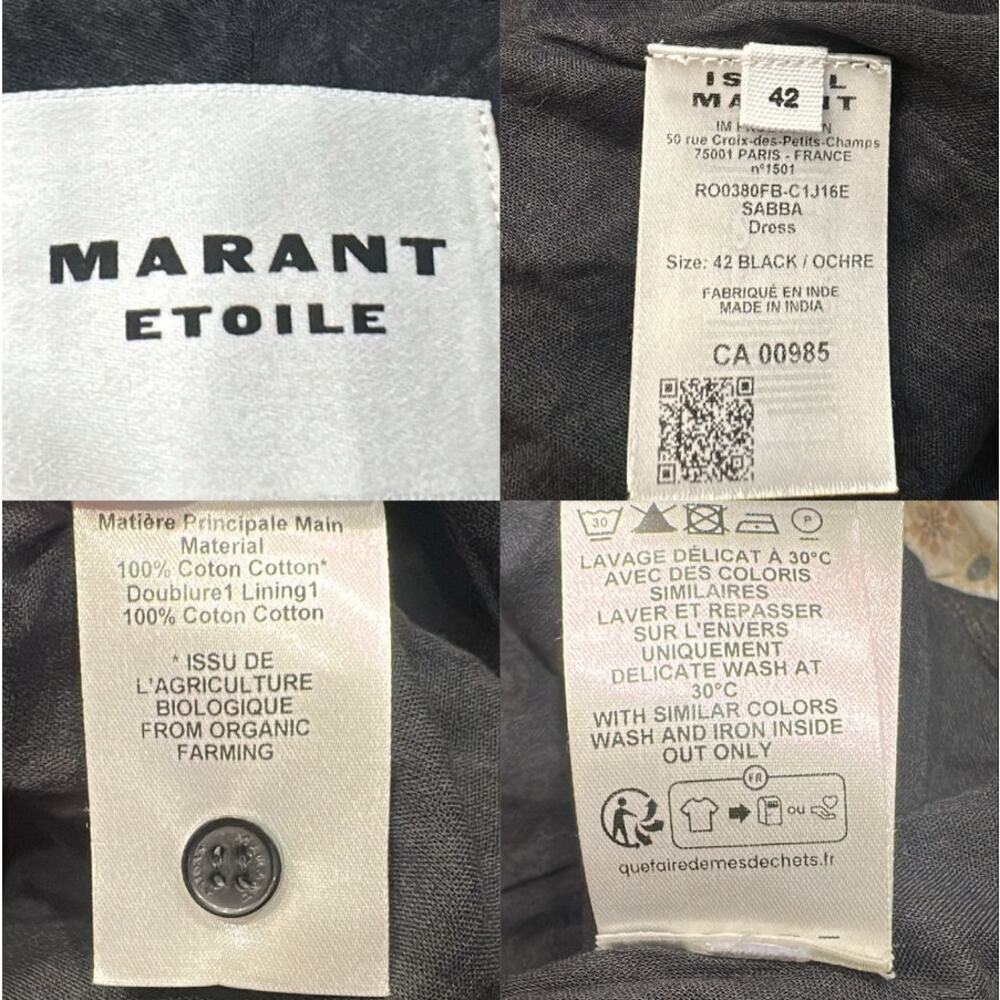 MARANT
ETOILE
42
IS L
MA NT
IM N
50 rue Croix-des-Petits-Champs
75001 PARIS - FRANCE
n°1501
RO0380FB-C1J16E
SABBA
Dress
Size: 42 BLACK / OCHRE
FABRIQUÉ EN INDE
MADE IN INDIA
CA 00985
Matière Principale Main
Material
100% Coton Cotton*
Doublure1 Lining1
100% Coton Cotton
* ISSU DE
L'AGRICULTURE
BIOLOGIQUE
FROM ORGANIC
FARMING
30
P
LAVAGE DÉLICAT À 30°C
AVEC DES COLORIS
SIMILAIRES
LAVER ET REPASSER
SUR L'ENVERS
UNIQUEMENT
DELICATE WASH AT
30°C
WITH SIMILAR COLORS
WASH AND IRON INSIDE
OUT ONLY
FR
ou
quefairedemesdechets.fr